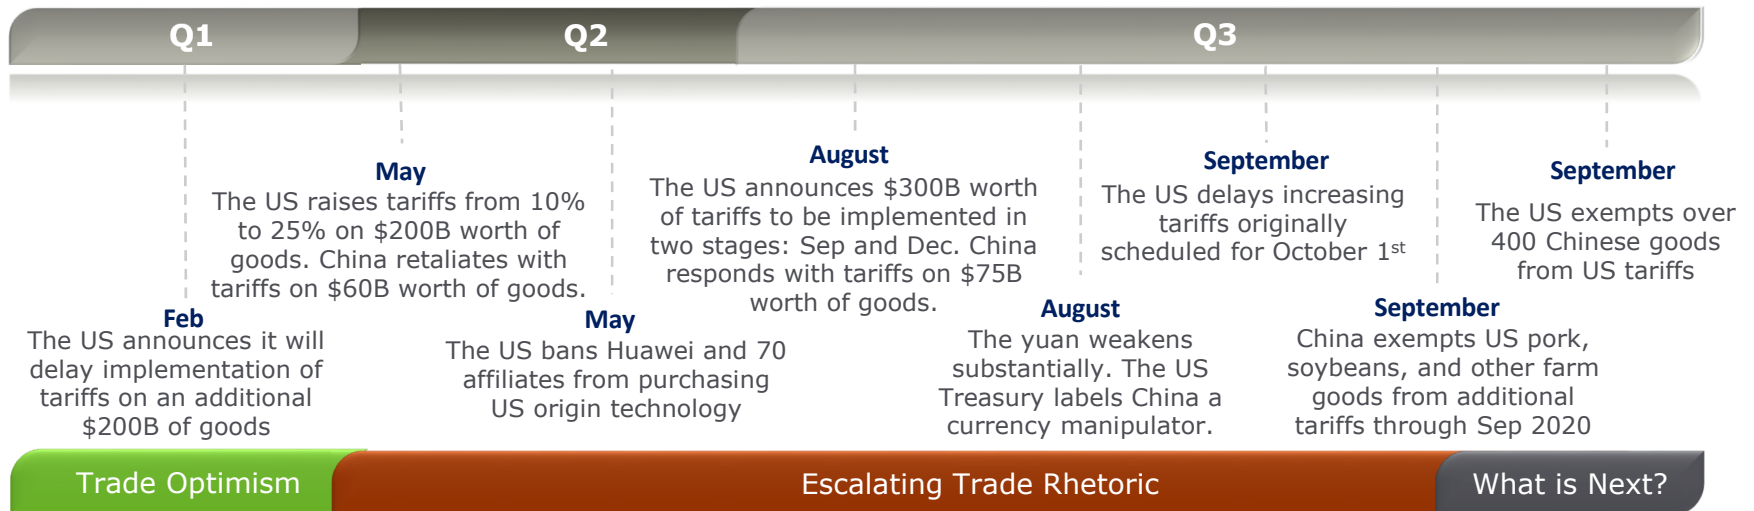 Q1
Q2
Q3
Feb
The US announces it will
delay implementation of
tariffs on an additional
$200B of goods
May
The US raises tariffs from 10%
to 25% on $200B worth of
goods. China retaliates with
tariffs on $60B worth of goods.
May
The US bans Huawei and 70
affiliates from purchasing
US origin technology
August
The US announces $300B worth
of tariffs to be implemented in
two stages: Sep and Dec. China
responds with tariffs on $75B
worth of goods.
August
The yuan weakens
substantially. The US
Treasury labels China a
currency manipulator.
September
The US delays increasing
tariffs originally
scheduled for October 1st
September
China exempts US pork,
soybeans, and other farm
goods from additional
tariffs through Sep 2020
September
The US exempts over
400 Chinese goods
from US tariffs
Trade Optimism
Escalating Trade Rhetoric
What is Next?